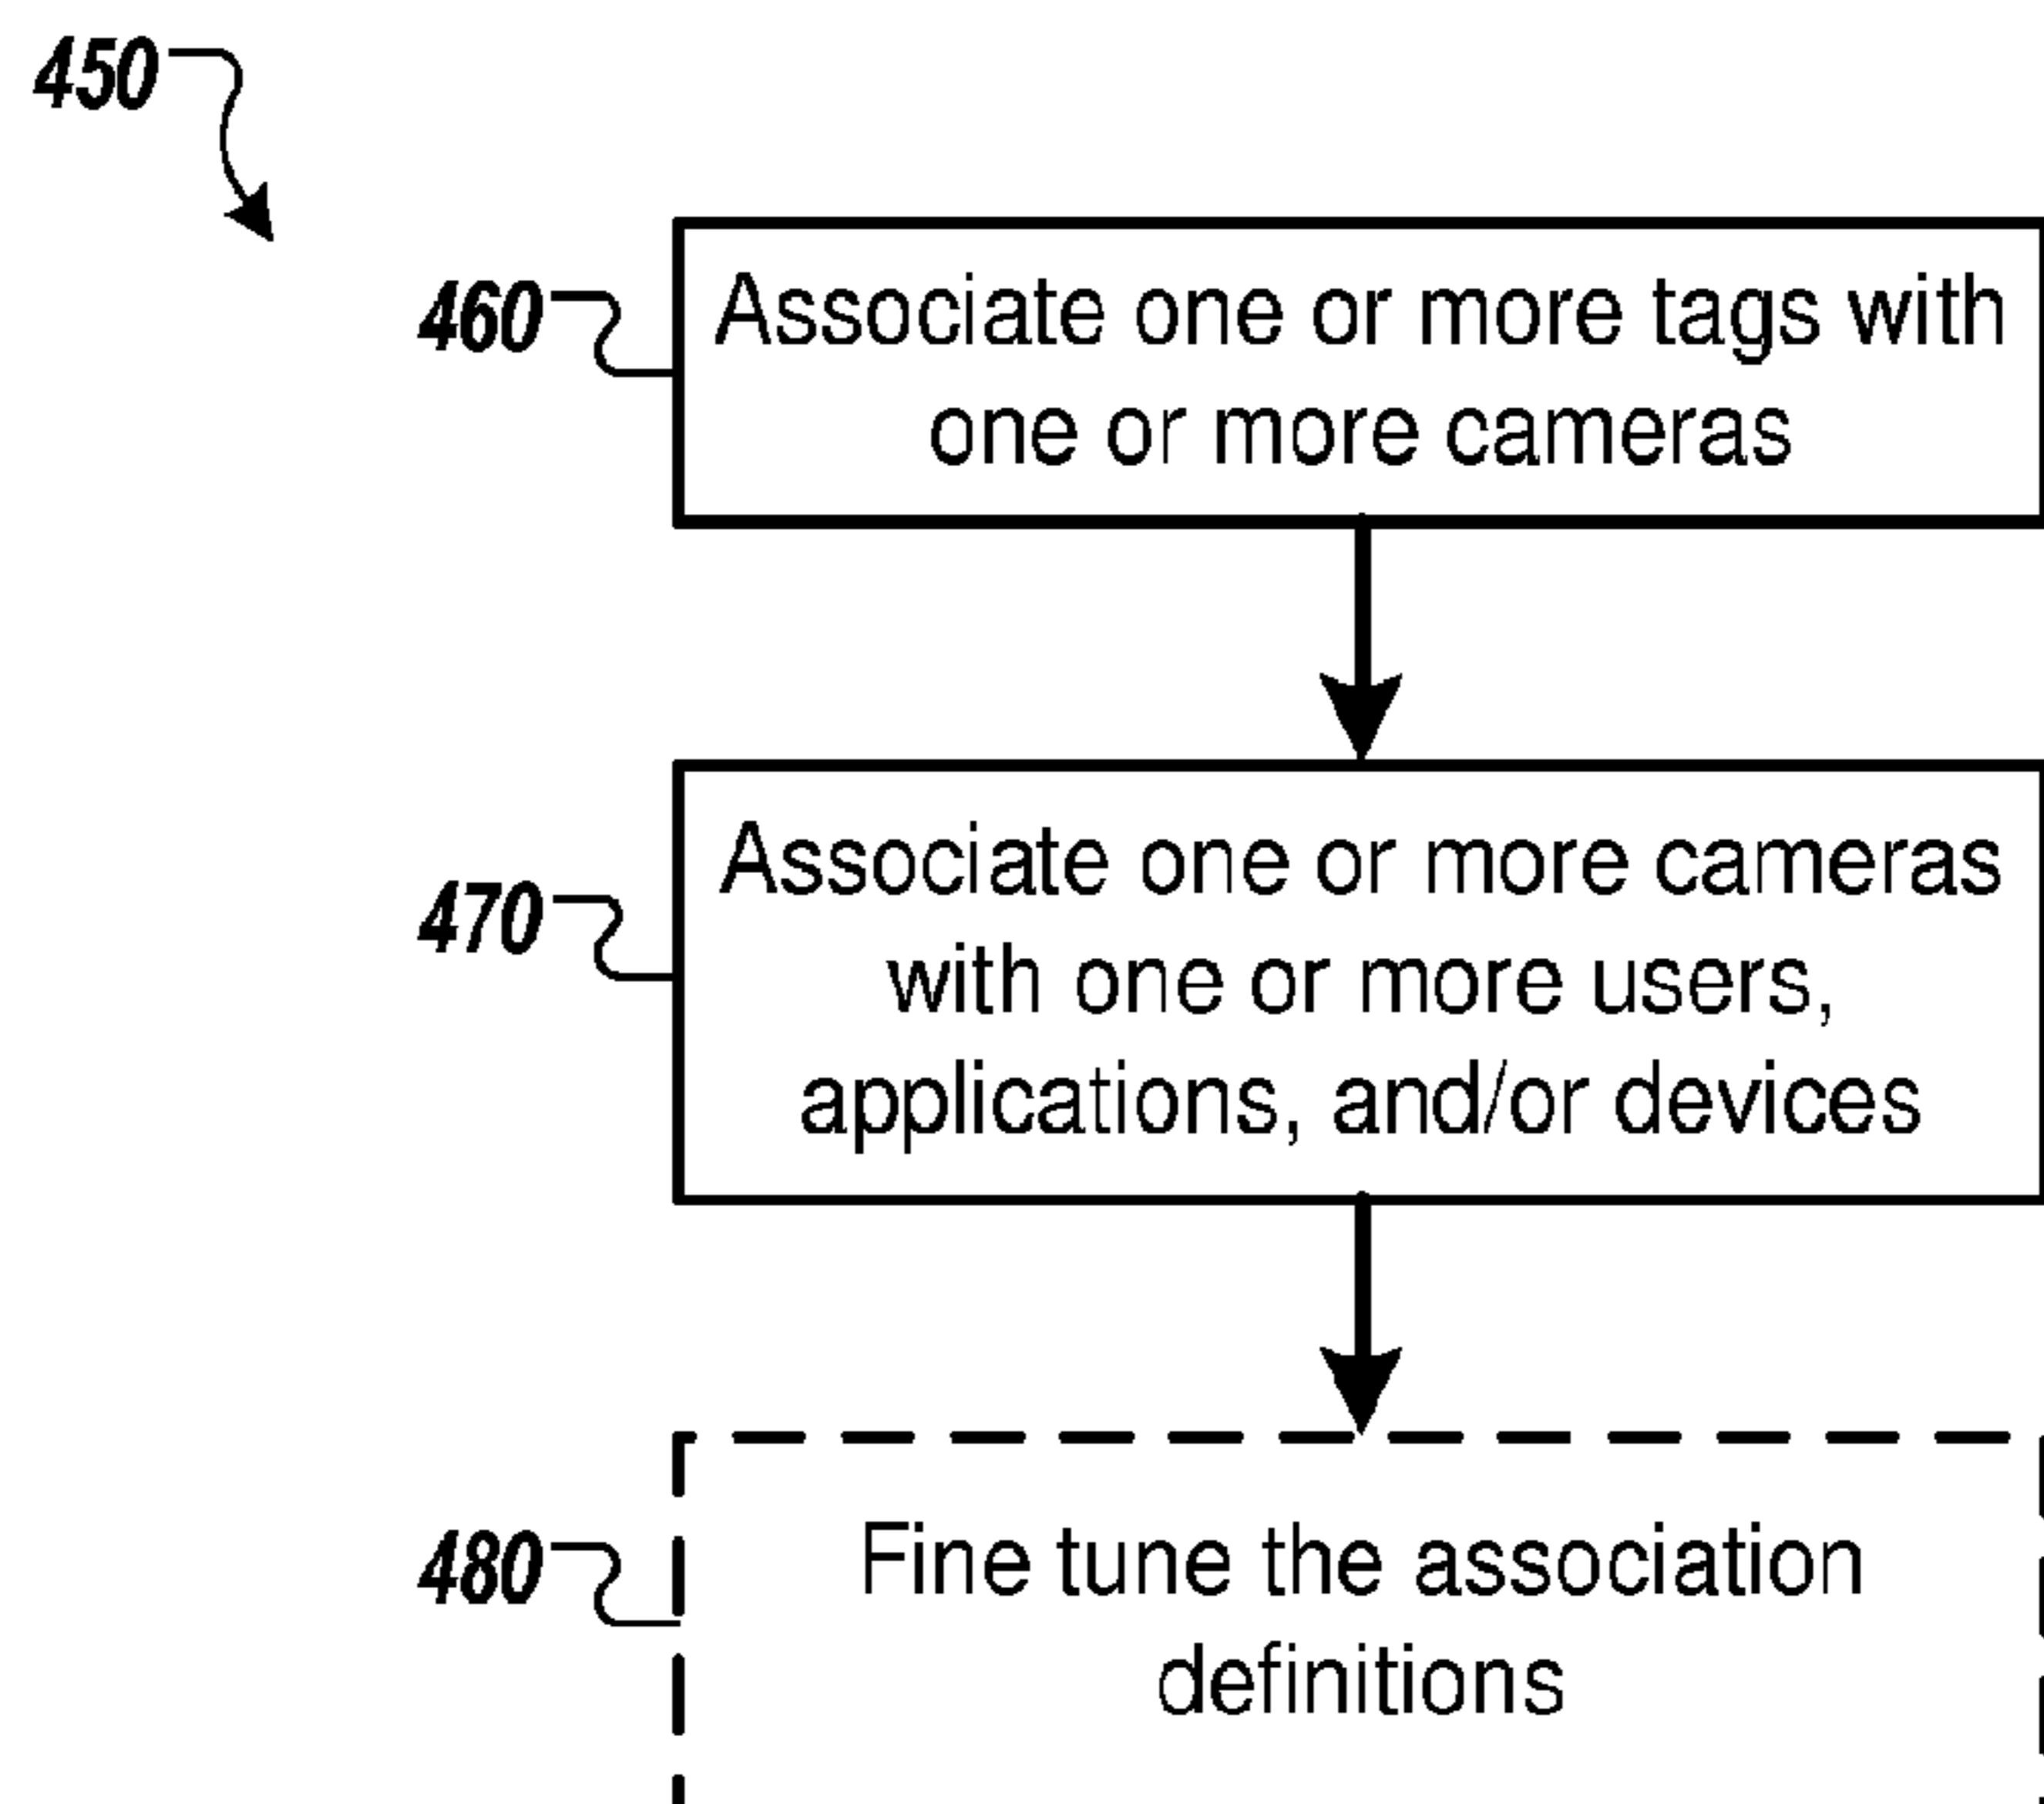 450
460
Associate one or more tags with
one or more cameras
470
Associate one or more cameras
with one or more users,
applications, and/or devices
480
Fine tune the association
definitions